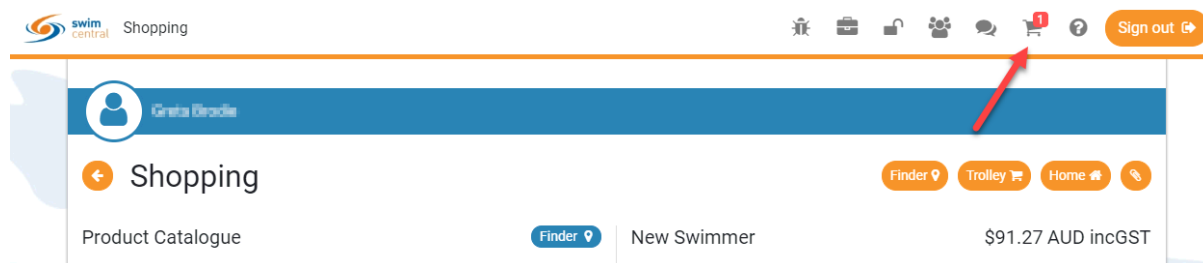 swim central Shopping 1 Sign out
Shopping Finder Trolley Home
Product Catalogue Finder New Swimmer $91.27 AUD incGST